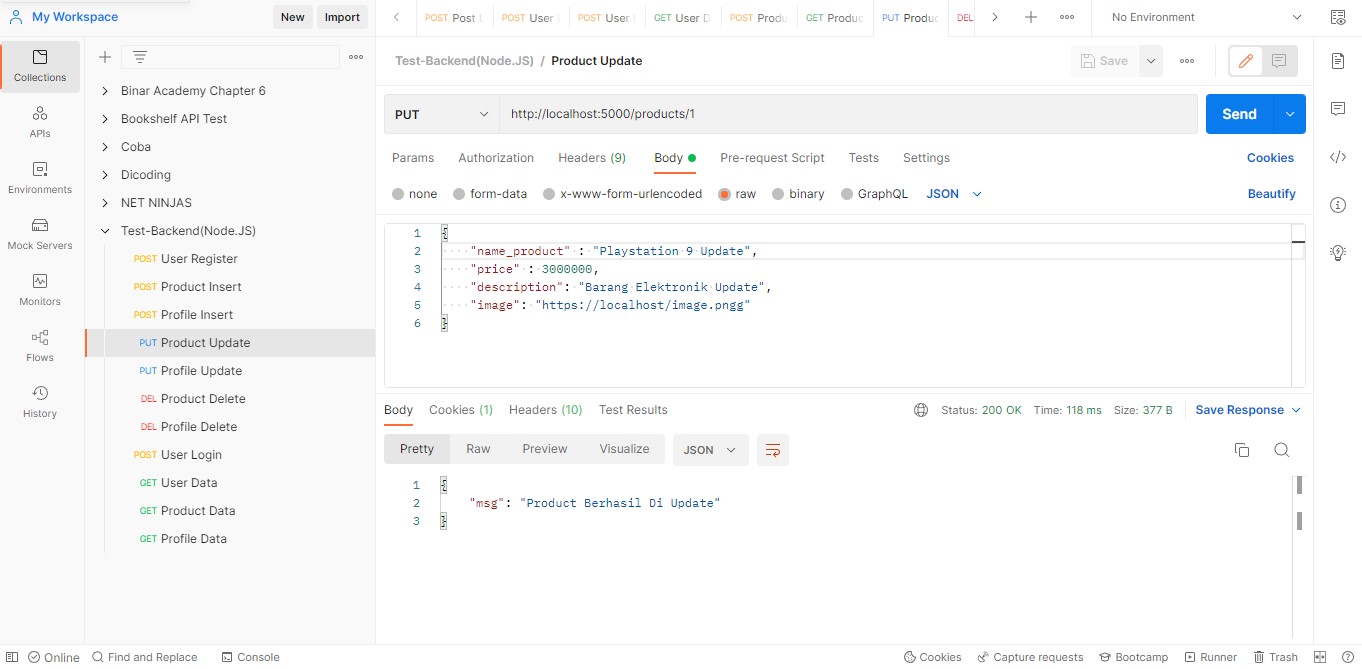 My Workspace
New
Import
POST Post U
POST User
POST User
GET User D
POST Produ
GET Produc
PUT Produc
DEL
No Environment
Collections
APIs
Environments
Mock Servers
Monitors
Flows
History
Binar Academy Chapter 6
Bookshelf API Test
Coba
Dicoding
NET NINJAS
Test-Backend(Node.JS)
POST User Register
POST Product Insert
POST Profile Insert
PUT Product Update
PUT Profile Update
DEL Product Delete
DEL Profile Delete
POST User Login
GET User Data
GET Product Data
GET Profile Data
Test-Backend(Node.JS) / Product Update
Save
PUT
http://localhost:5000/products/1
Send
Params Authorization Headers (9) Body Pre-request Script Tests Settings Cookies
none form-data x-www-form-urlencoded raw binary GraphQL JSON Beautify
1 {
2 "name_product" : "Playstation 9 Update",
3 "price" : 3000000,
4 "description": "Barang Elektronik Update",
5 "image": "https://localhost/image.pngg"
6 }
Body Cookies (1) Headers (10) Test Results Status: 200 OK Time: 118 ms Size: 377 B Save Response
Pretty Raw Preview Visualize JSON
1 {
2 "msg": "Product Berhasil Di Update"
3 }
Online Find and Replace Console Cookies Capture requests Bootcamp Runner Trash